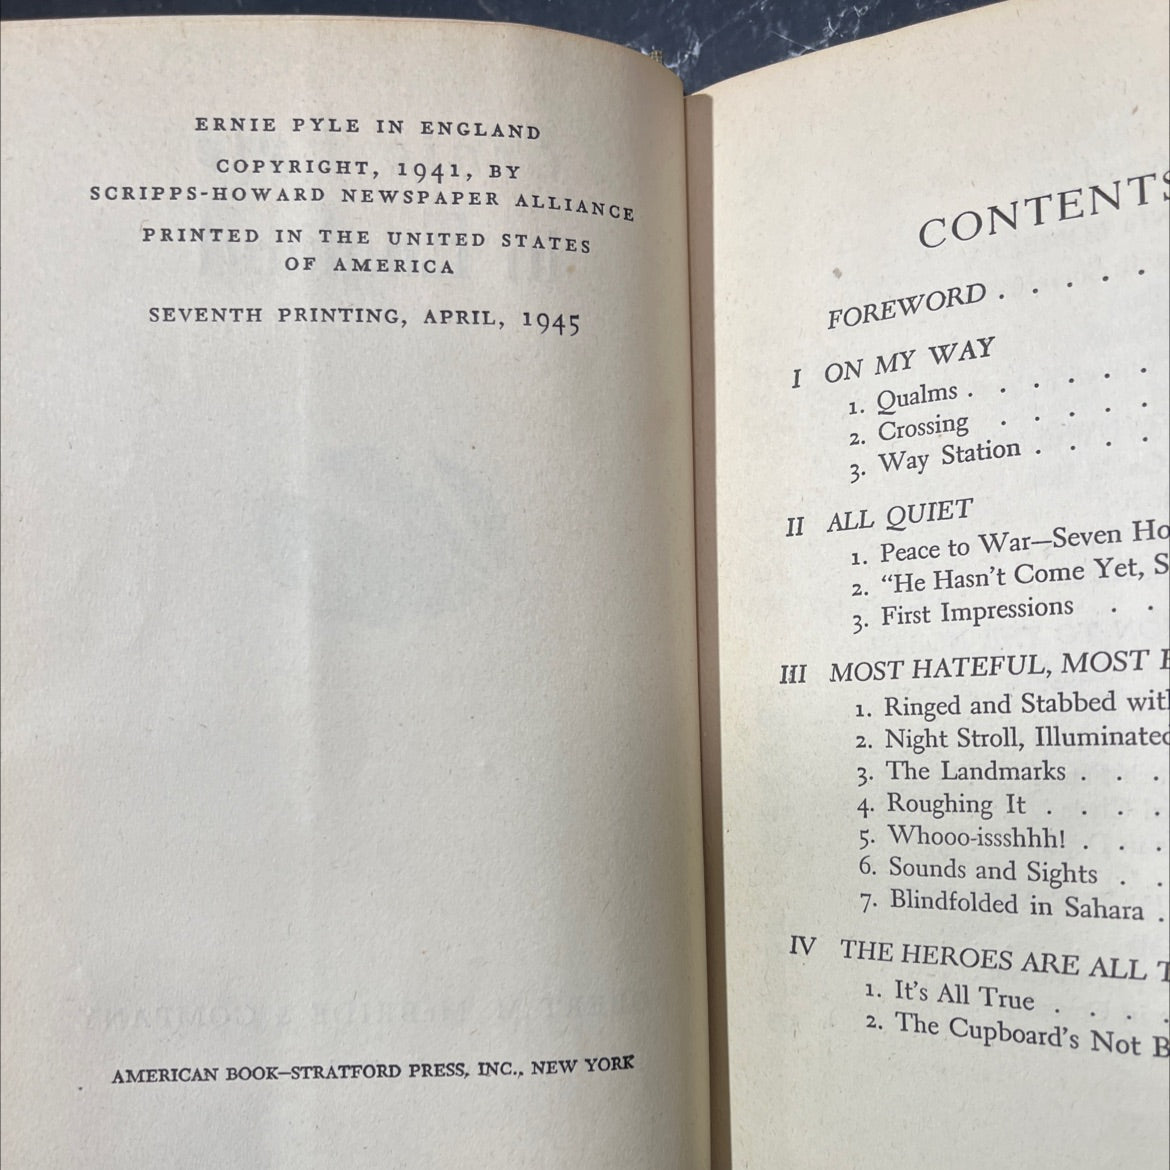 ERNIE PYLE IN ENGLAND
COPYRIGHT, 1941, BY
SCRIPPS-HOWARD NEWSPAPER ALLIANCE
PRINTED IN THE UNITED STATES
OF AMERICA
SEVENTH PRINTING, APRIL, 1945
AMERICAN BOOK—STRATFORD PRESS, INC., NEW YORK
CONTENTS
FOREWORD . . . . .
I ON MY WAY
1. Qualms . . . . . .
2. Crossing . . . . .
3. Way Station . . . .
II ALL QUIET
1. Peace to War—Seven Ho
2. “He Hasn't Come Yet, S
3. First Impressions . .
III MOST HATEFUL, MOST
1. Ringed and Stabbed wit
2. Night Stroll, Illuminated
3. The Landmarks . . .
4. Roughing It . . . .
5. Whooo-issshhh! . . .
6. Sounds and Sights . .
7. Blindfolded in Sahara .
IV THE HEROES ARE ALL T
1. It's All True . . . .
2. The Cupboard's Not B